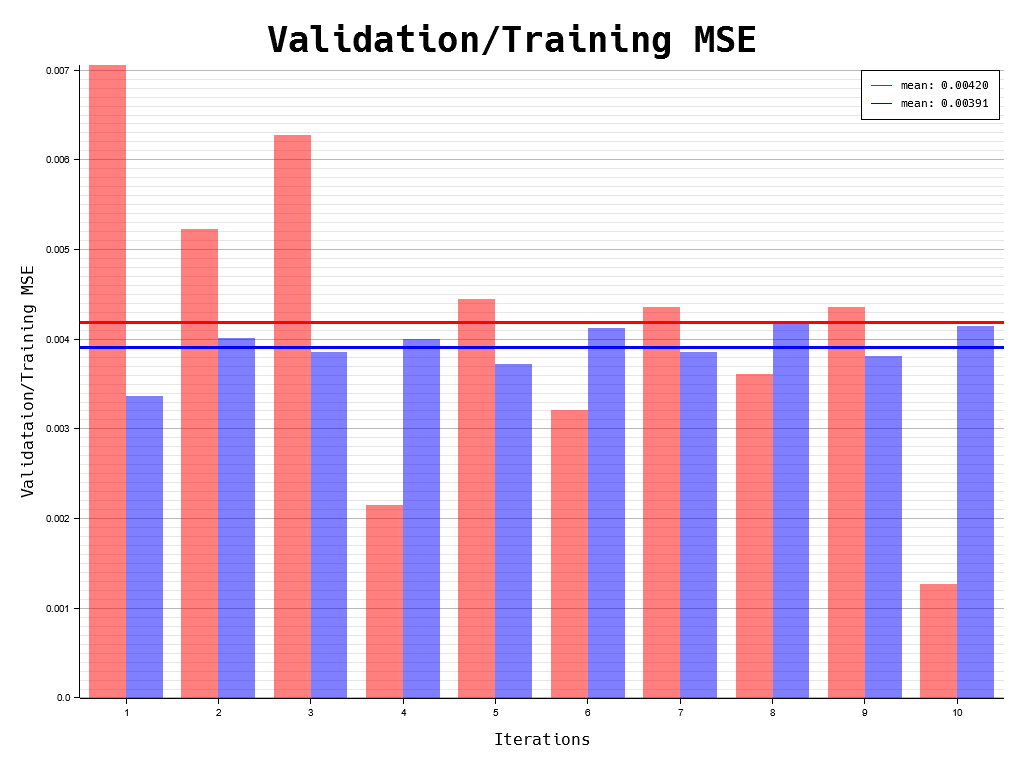 Validation/Training MSE
mean: 0.00420
mean: 0.00391
0.007
0.006
0.005
0.004
0.003
0.002
0.001
0.0
Validataion/Training MSE
1 2 3 4 5 6 7 8 9 10
Iterations